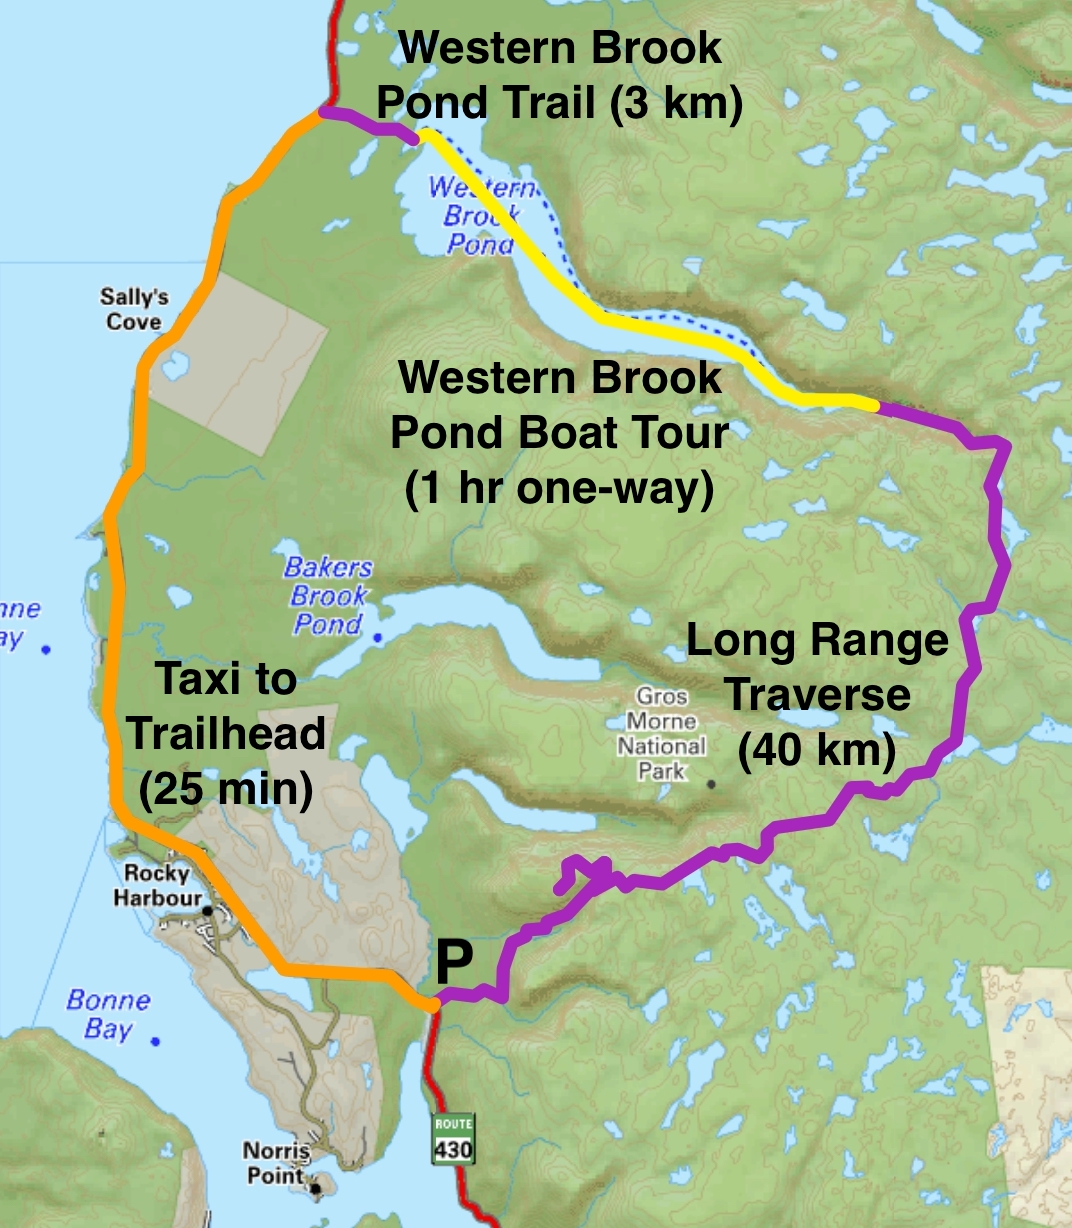 Western Brook
Pond Trail (3 km)
Western
Brook
Pond
Sally's
Cove
Western Brook
Pond Boat Tour
(1 hr one-way)
Bakers
Brook
Pond
Long Range
Traverse
(40 km)
Taxi to
Trailhead
(25 min)
Gros
Morne
National
Park
Rocky
Harbour
P
Bonne
Bay
ROUTE
430
Norris
Point